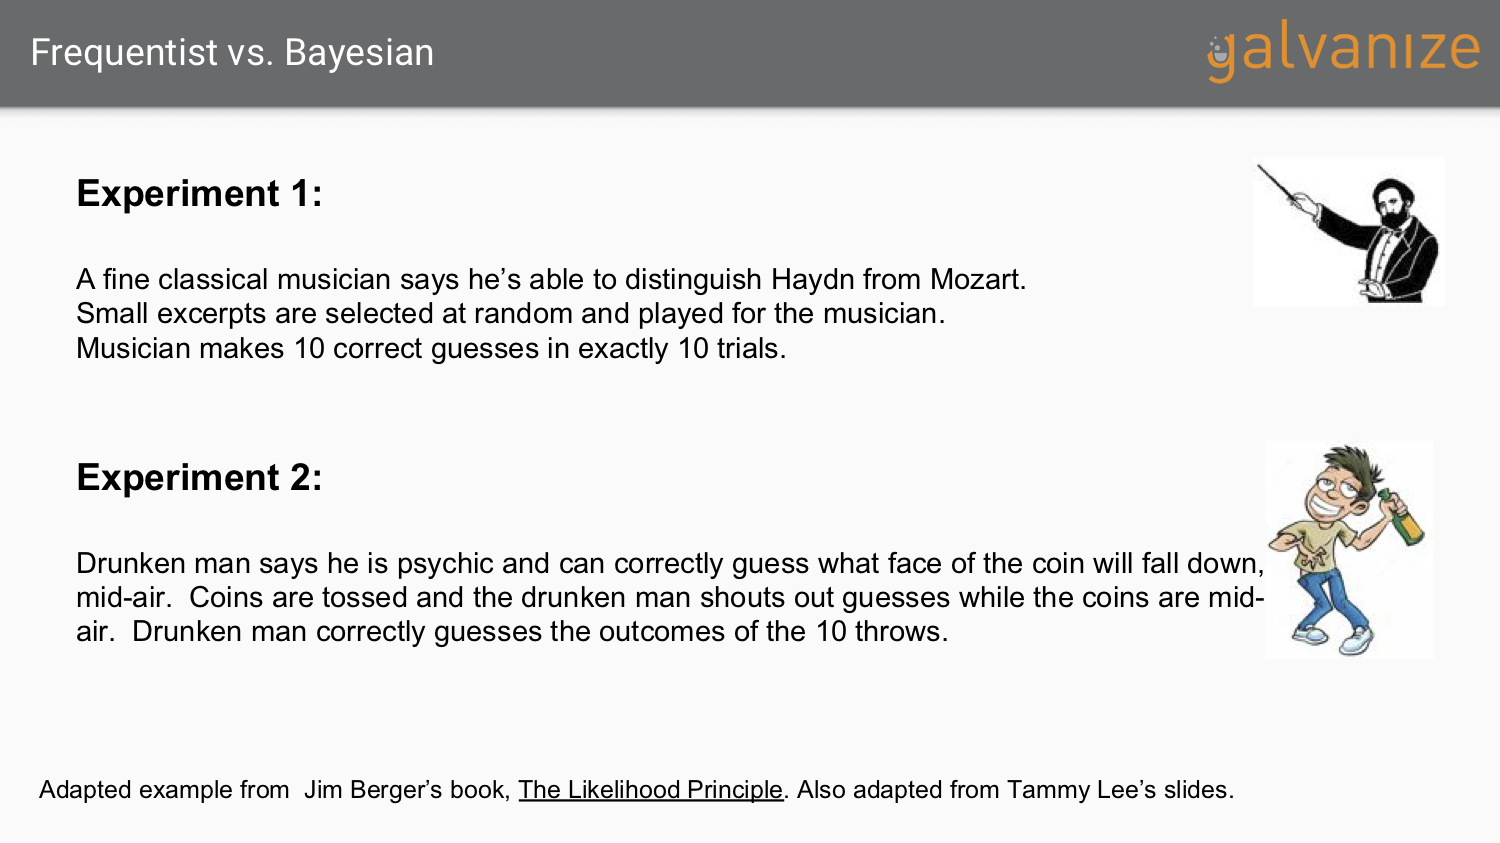 Frequentist vs. Bayesian
galvanize
Experiment 1:
A fine classical musician says he’s able to distinguish Haydn from Mozart.
Small excerpts are selected at random and played for the musician.
Musician makes 10 correct guesses in exactly 10 trials.
Experiment 2:
Drunken man says he is psychic and can correctly guess what face of the coin will fall down,
mid-air.  Coins are tossed and the drunken man shouts out guesses while the coins are mid-
air.  Drunken man correctly guesses the outcomes of the 10 throws.
Adapted example from  Jim Berger’s book, The Likelihood Principle. Also adapted from Tammy Lee’s slides.